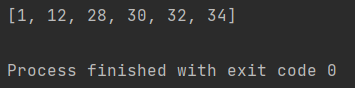 [1, 12, 28, 30, 32, 34]
Process finished with exit code 0